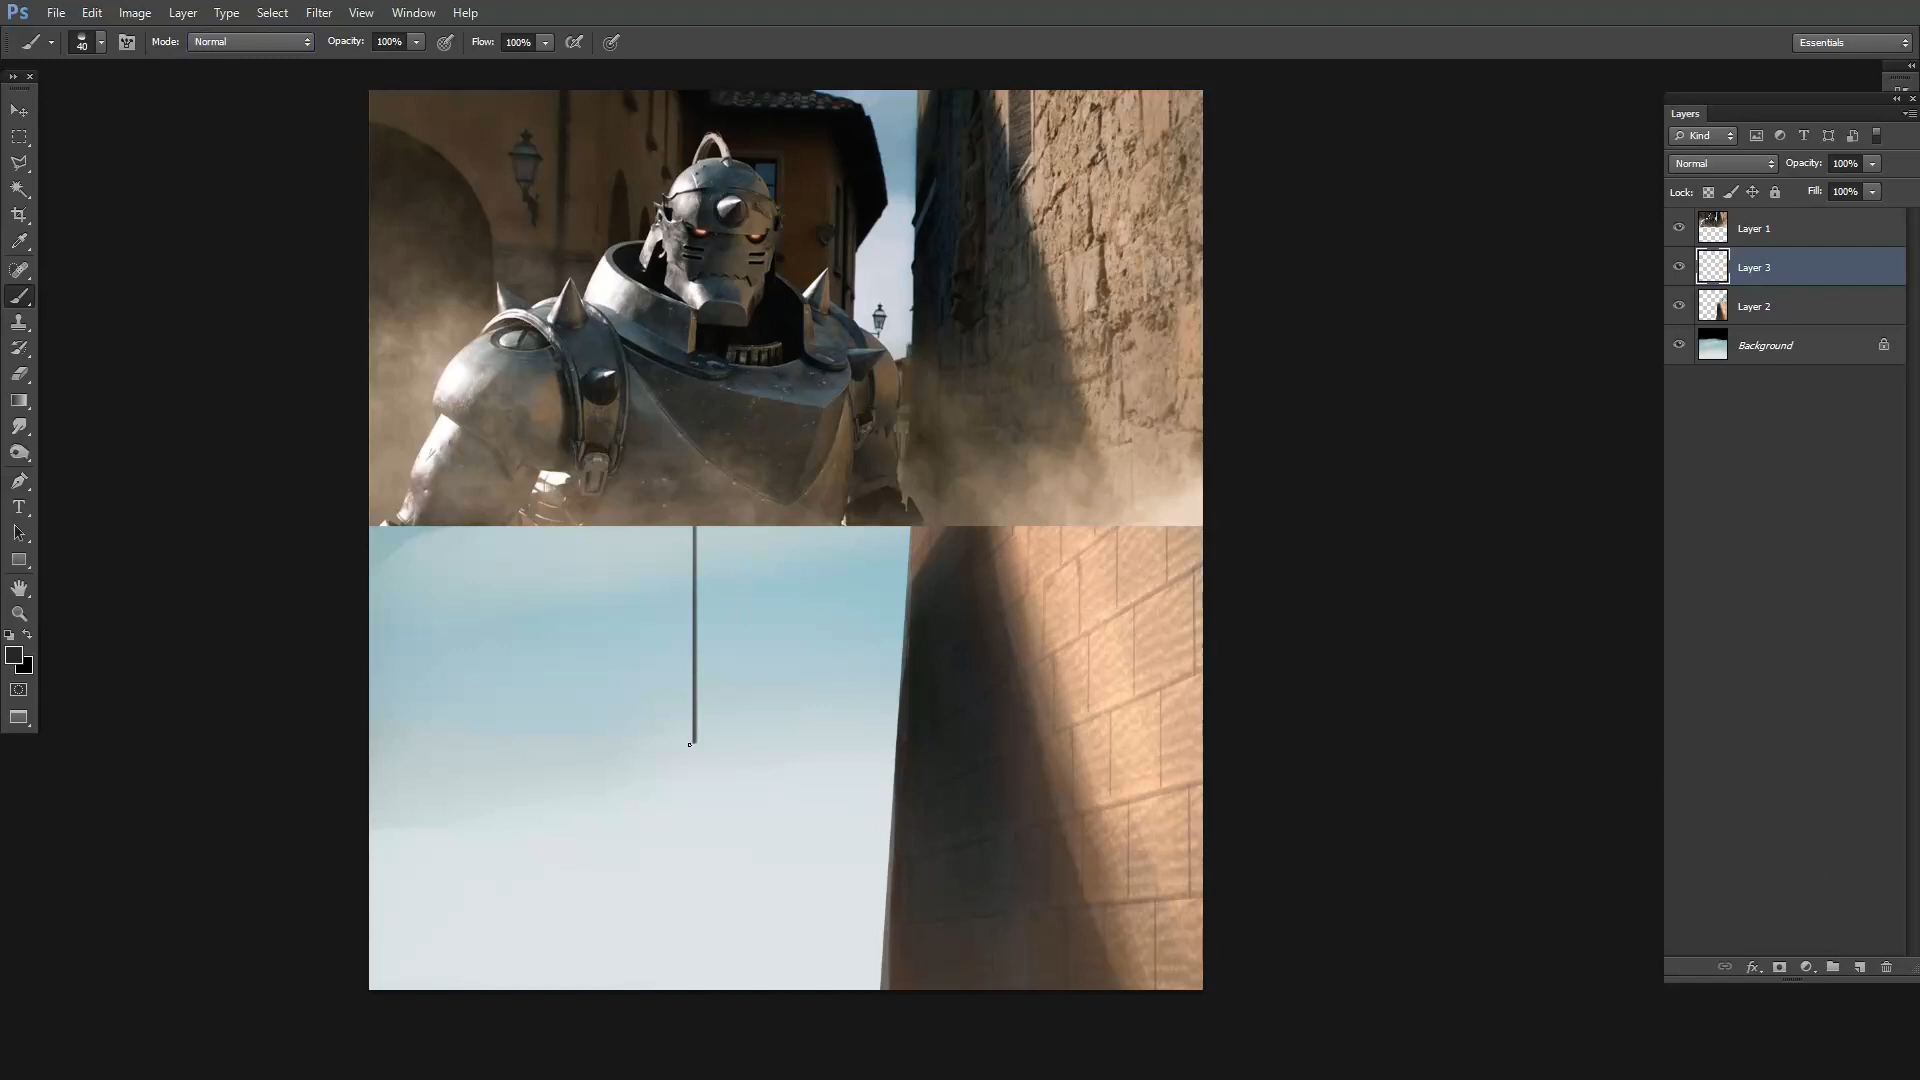 Ps File Edit Image Layer Type Select Filter View Window Help
40 Mode: Normal Opacity: 100% Flow: 100% Essentials
Layers
Kind T
Normal Opacity: 100%
Lock: Fill: 100%
Layer 1
Layer 3
Layer 2
Background
T
fx